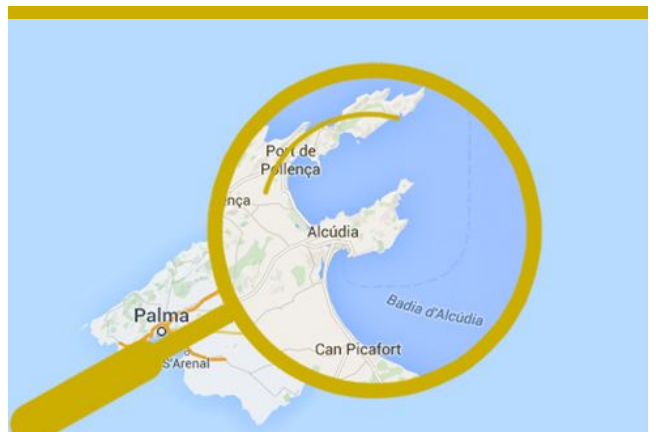 Port de
Pollença
ença
Alcúdia
Badia d'Alcúdia
Palma
Can Picafort
S'Arenal